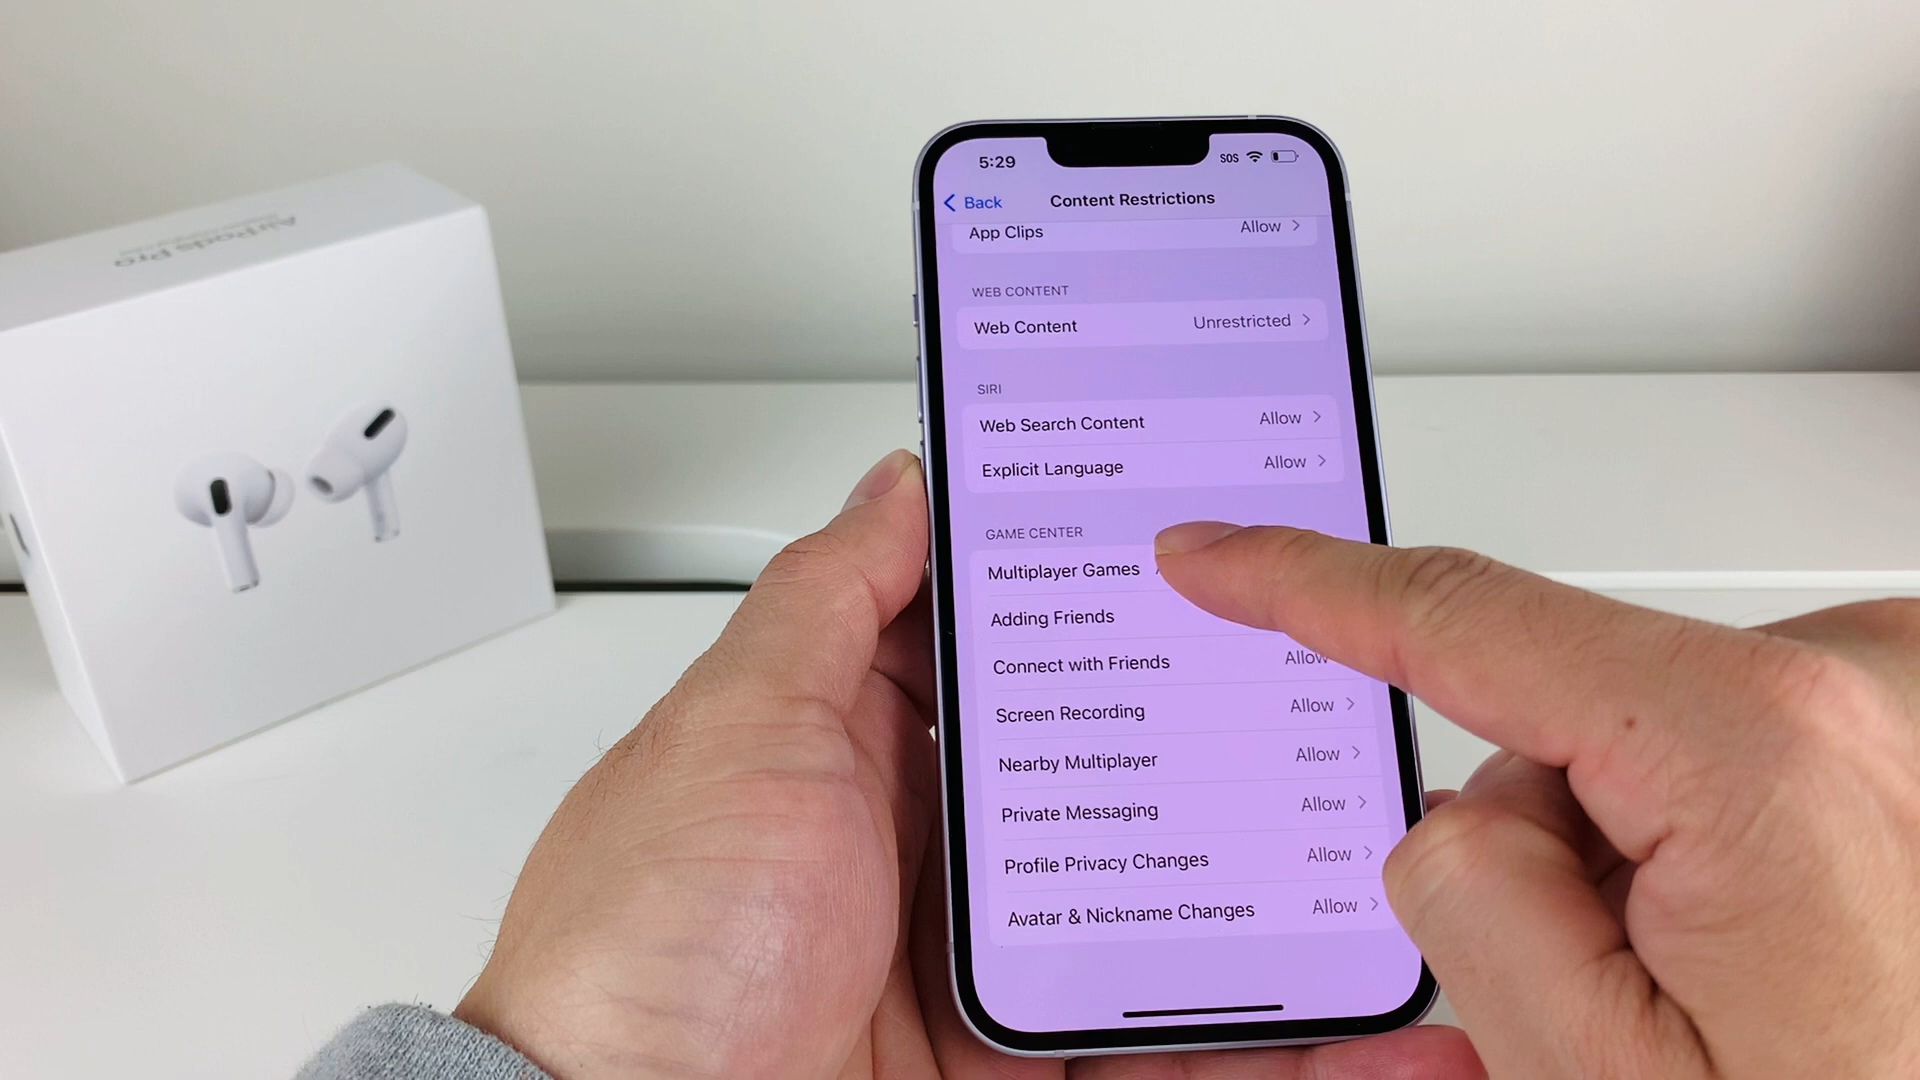 AirPods Pro
5:29 SOS
Back Content Restrictions
App Clips Allow
WEB CONTENT
Web Content Unrestricted
SIRI
Web Search Content Allow
Explicit Language Allow
GAME CENTER
Multiplayer Games
Adding Friends
Connect with Friends Allow
Screen Recording Allow
Nearby Multiplayer Allow
Private Messaging Allow
Profile Privacy Changes Allow
Avatar & Nickname Changes Allow